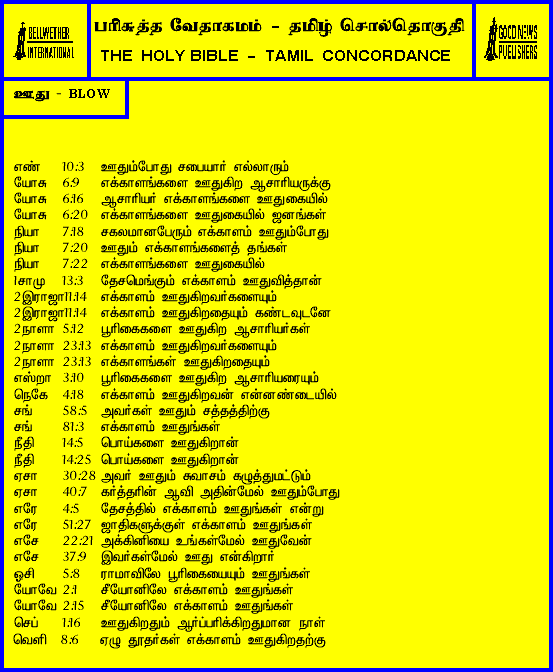 BELLWETHER
INTERNATIONAL
பரிசுத்த வேதாகமம் - தமிழ் சொல்தொகுதி
THE HOLY BIBLE - TAMIL CONCORDANCE
GOOD NEWS
PUBLISHERS
ஊது - BLOW
எண் 10:3 ஊதும்போது சபையார் எல்லாரும்
யோசு 6:9 எக்காளங்களை ஊதுகிற ஆசாரியருக்கு
யோசு 6:16 ஆசாரியர் எக்காளங்களை ஊதுகையில்
யோசு 6:20 எக்காளங்களை ஊதுகையில் ஜனங்கள்
நியா 7:18 சகலமானபேரும் எக்காளம் ஊதும்போது
நியா 7:20 ஊதும் எக்காளங்களைத் தங்கள்
நியா 7:22 எக்காளங்களை ஊதுகையில்
1சாமு 13:3 தேசமெங்கும் எக்காளம் ஊதுவித்தான்
2இராஜா11:14 எக்காளம் ஊதுகிறவர்களையும்
2இராஜா11:14 எக்காளம் ஊதுகிறதையும் கண்டவுடனே
2நாளா 5:12 பூரிகைகளை ஊதுகிற ஆசாரியர்கள்
2நாளா 23:13 எக்காளம் ஊதுகிறவர்களையும்
2நாளா 23:13 எக்காளங்கள் ஊதுகிறதையும்
எஸ்றா 3:10 பூரிகைகளை ஊதுகிற ஆசாரியரையும்
நெகே 4:18 எக்காளம் ஊதுகிறவன் என்னண்டையில்
சங் 58:5 அவர்கள் ஊதும் சத்தத்திற்கு
சங் 81:3 எக்காளம் ஊதுங்கள்
நீதி 14:5 பொய்களை ஊதுகிறான்
நீதி 14:25 பொய்களை ஊதுகிறான்
ஏசா 30:28 அவர் ஊதும் சுவாசம் கழுத்துமட்டும்
ஏசா 40:7 கர்த்தரின் ஆவி அதின்மேல் ஊதும்போது
எரே 4:5 தேசத்தில் எக்காளம் ஊதுங்கள் என்று
எரே 51:27 ஜாதிகளுக்குள் எக்காளம் ஊதுங்கள்
எசே 22:21 அக்கினியை உங்கள்மேல் ஊதுவேன்
எசே 37:9 இவர்கள்மேல் ஊது என்கிறார்
ஓசி 5:8 ராமாவிலே பூரிகையையும் ஊதுங்கள்
யோவே 2:1 சீயோனிலே எக்காளம் ஊதுங்கள்
யோவே 2:15 சீயோனிலே எக்காளம் ஊதுங்கள்
செப் 1:16 ஊதுகிறதும் ஆர்ப்பரிக்கிறதுமான நாள்
வெளி 8:6 ஏழு தூதர்கள் எக்காளம் ஊதுகிறதற்கு